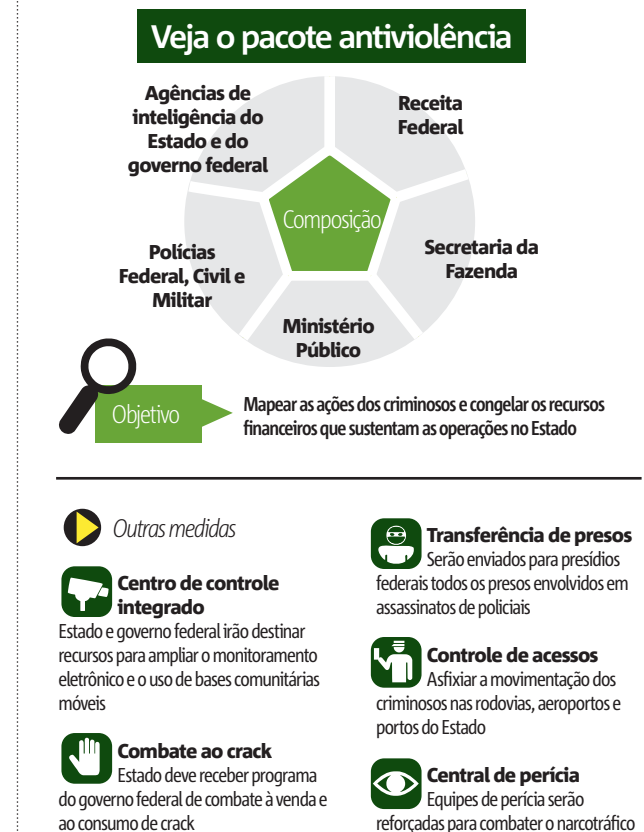 Veja o pacote antiviolência
Agências de
inteligência do
Estado e do
governo federal
Receita
Federal
Composição
Polícias
Federal, Civil e
Militar
Secretaria da
Fazenda
Ministério
Público
Objetivo
Mapear as ações dos criminosos e congelar os recursos
financeiros que sustentam as operações no Estado
Outras medidas
Centro de controle
integrado
Estado e governo federal irão destinar
recursos para ampliar o monitoramento
eletrônico e o uso de bases comunitárias
móveis
Combate ao crack
Estado deve receber programa
do governo federal de combate à venda e
ao consumo de crack
Transferência de presos
Serão enviados para presídios
federais todos os presos envolvidos em
assassinatos de policiais
Controle de acessos
Asfixiar a movimentação dos
criminosos nas rodovias, aeroportos e
portos do Estado
Central de perícia
Equipes de perícia serão
reforçadas para combater o narcotráfico